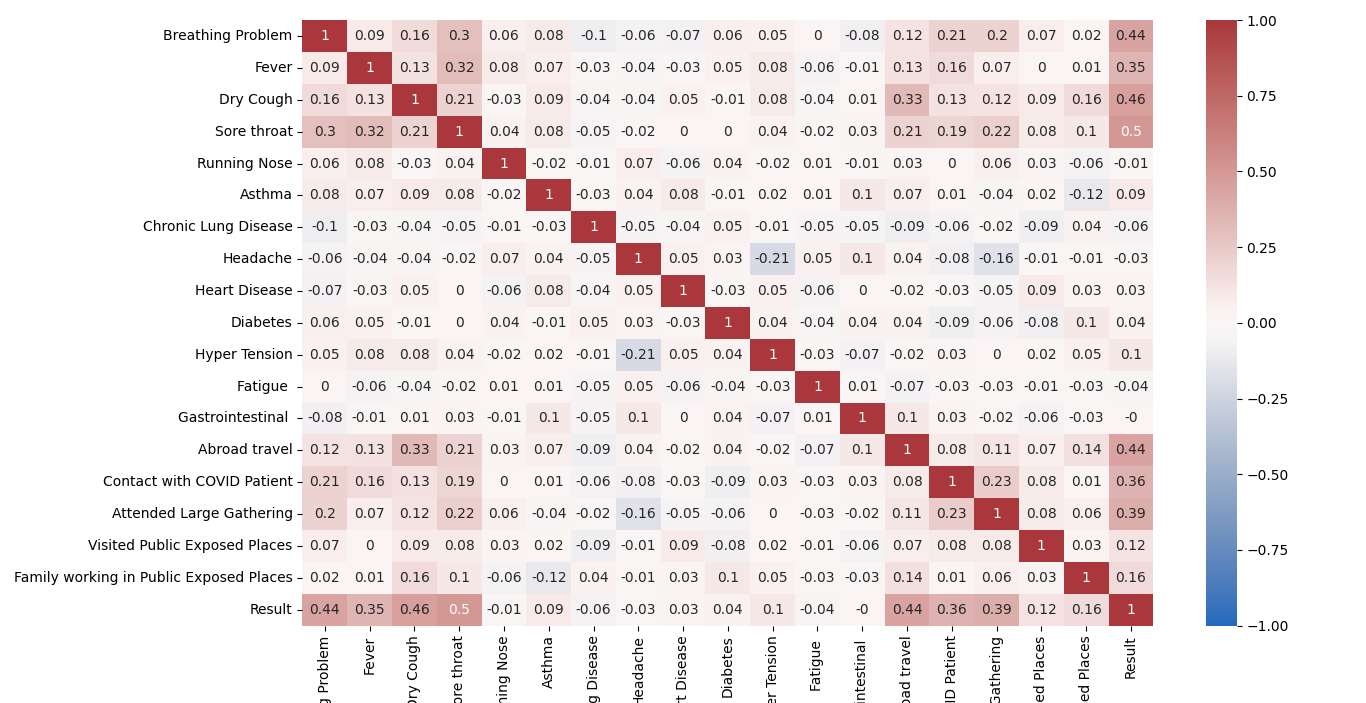 Breathing Problem 1 0.09 0.16 0.3 0.06 0.08 -0.1 -0.06 -0.07 0.06 0.05 0 -0.08 0.12 0.21 0.2 0.07 0.02 0.44 1.00
Fever 0.09 1 0.13 0.32 0.08 0.07 -0.03 -0.04 -0.03 0.05 0.08 -0.06 -0.01 0.13 0.16 0.07 0 0.01 0.35
Dry Cough 0.16 0.13 1 0.21 -0.03 0.09 -0.04 -0.04 0.05 -0.01 0.08 -0.04 0.01 0.33 0.13 0.12 0.09 0.16 0.46 0.75
Sore throat 0.3 0.32 0.21 1 0.04 0.08 -0.05 -0.02 0 0 0.04 -0.02 0.03 0.21 0.19 0.22 0.08 0.1 0.5
Running Nose 0.06 0.08 -0.03 0.04 1 -0.02 -0.01 0.07 -0.06 0.04 -0.02 0.01 -0.01 0.03 0 0.06 0.03 -0.06 -0.01 0.50
Asthma 0.08 0.07 0.09 0.08 -0.02 1 -0.03 0.04 0.08 -0.01 0.02 0.01 0.1 0.07 0.01 -0.04 0.02 -0.12 0.09
Chronic Lung Disease -0.1 -0.03 -0.04 -0.05 -0.01 -0.03 1 -0.05 -0.04 0.05 -0.01 -0.05 -0.05 -0.09 -0.06 -0.02 -0.09 0.04 -0.06
Headache -0.06 -0.04 -0.04 -0.02 0.07 0.04 -0.05 1 0.05 0.03 -0.21 0.05 0.1 0.04 -0.08 -0.16 -0.01 -0.01 -0.03 0.25
Heart Disease -0.07 -0.03 0.05 0 -0.06 0.08 -0.04 0.05 1 -0.03 0.05 -0.06 0 -0.02 -0.03 -0.05 0.09 0.03 0.03
Diabetes 0.06 0.05 -0.01 0 0.04 -0.01 0.05 0.03 -0.03 1 0.04 -0.04 0.04 0.04 -0.09 -0.06 -0.08 0.1 0.04 0.00
Hyper Tension 0.05 0.08 0.08 0.04 -0.02 0.02 -0.01 -0.21 0.05 0.04 1 -0.03 -0.07 -0.02 0.03 0 0.02 0.05 0.1
Fatigue 0 -0.06 -0.04 -0.02 0.01 0.01 -0.05 0.05 -0.06 -0.04 -0.03 1 0.01 -0.07 -0.03 -0.03 -0.01 -0.03 -0.04 −0.25
Gastrointestinal -0.08 -0.01 0.01 0.03 -0.01 0.1 -0.05 0.1 0 0.04 -0.07 0.01 1 0.1 0.03 -0.02 -0.06 -0.03 -0
Abroad travel 0.12 0.13 0.33 0.21 0.03 0.07 -0.09 0.04 -0.02 0.04 -0.02 -0.07 0.1 1 0.08 0.11 0.07 0.14 0.44
Contact with COVID Patient 0.21 0.16 0.13 0.19 0 0.01 -0.06 -0.08 -0.03 -0.09 0.03 -0.03 0.03 0.08 1 0.23 0.08 0.01 0.36 −0.50
Attended Large Gathering 0.2 0.07 0.12 0.22 0.06 -0.04 -0.02 -0.16 -0.05 -0.06 0 -0.03 -0.02 0.11 0.23 1 0.08 0.06 0.39
Visited Public Exposed Places 0.07 0 0.09 0.08 0.03 0.02 -0.09 -0.01 0.09 -0.08 0.02 -0.01 -0.06 0.07 0.08 0.08 1 0.03 0.12 −0.75
Family working in Public Exposed Places 0.02 0.01 0.16 0.1 -0.06 -0.12 0.04 -0.01 0.03 0.1 0.05 -0.03 -0.03 0.14 0.01 0.06 0.03 1 0.16
Result 0.44 0.35 0.46 0.5 -0.01 0.09 -0.06 -0.03 0.03 0.04 0.1 -0.04 -0 0.44 0.36 0.39 0.12 0.16 1 −1.00
g Problem
Fever
Dry Cough
ore throat
ning Nose
Asthma
g Disease
Headache
rt Disease
Diabetes
er Tension
Fatigue
intestinal
oad travel
ID Patient
Gathering
ed Places
ed Places
Result